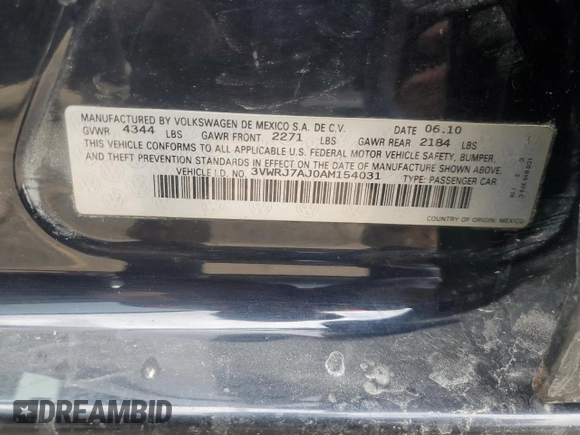 MANUFACTURED BY VOLKSWAGEN DE MEXICO S.A. DE C.V. DATE 06.10
GVWR 4344 LBS GAWR FRONT 2271 LBS GAWR REAR 2184 LBS
THIS VEHICLE CONFORMS TO ALL APPLICABLE U.S. FEDERAL MOTOR VEHICLE SAFETY, BUMPER,
AND THEFT PREVENTION STANDARDS IN EFFECT ON THE DATE OF MANUFACTURE SHOWN ABOVE.
VEHICLE I.D. NO. 3VWRJ7AJ0AM154031 TYPE: PASSENGER CAR
COUNTRY OF ORIGIN: MEXICO
DREAMBID